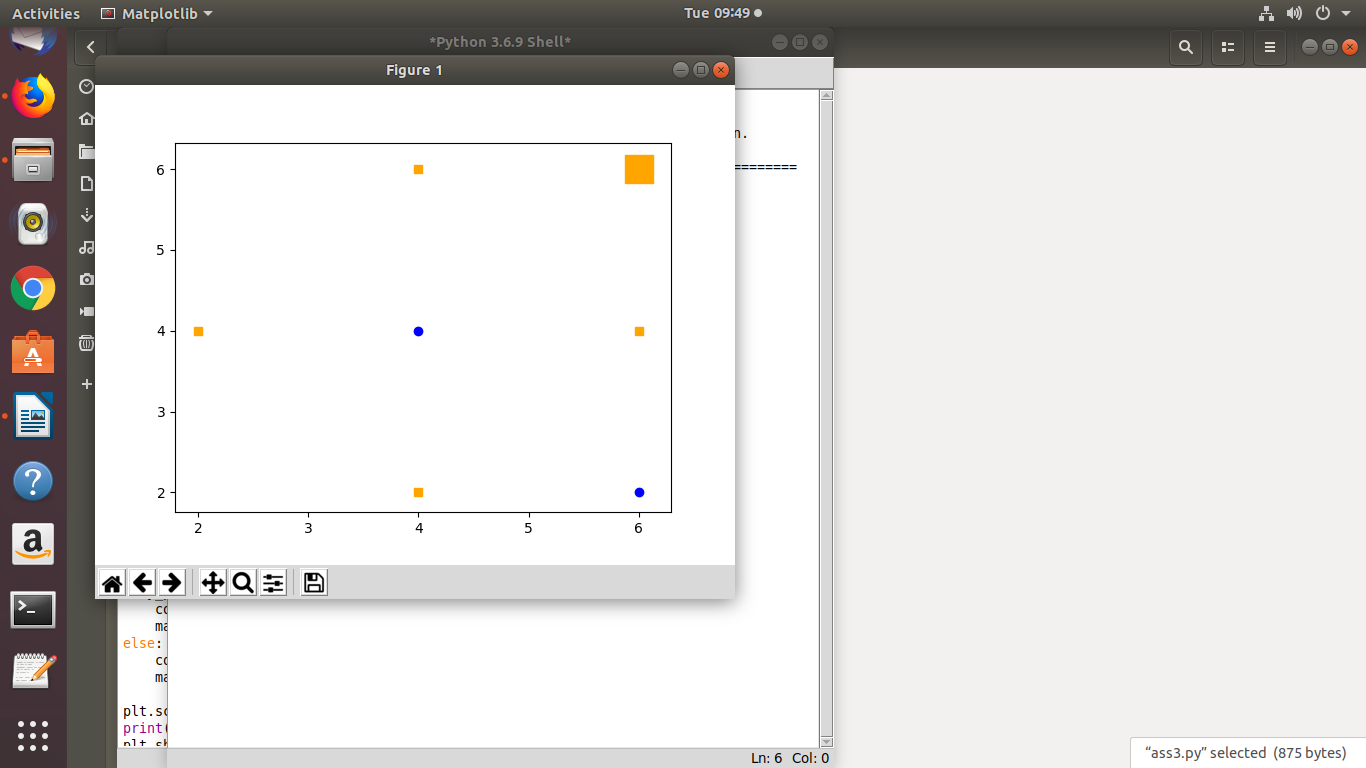 Activities
Matplotlib
Tue 09:49
*Python 3.6.9 Shell*
Figure 1
n.
========
6
5
4
3
2
2
3
4
5
6
co
ma
else:
co
ma
plt.sc
print(
plt.sh
Ln: 6 Col: 0
“ass3.py” selected (875 bytes)